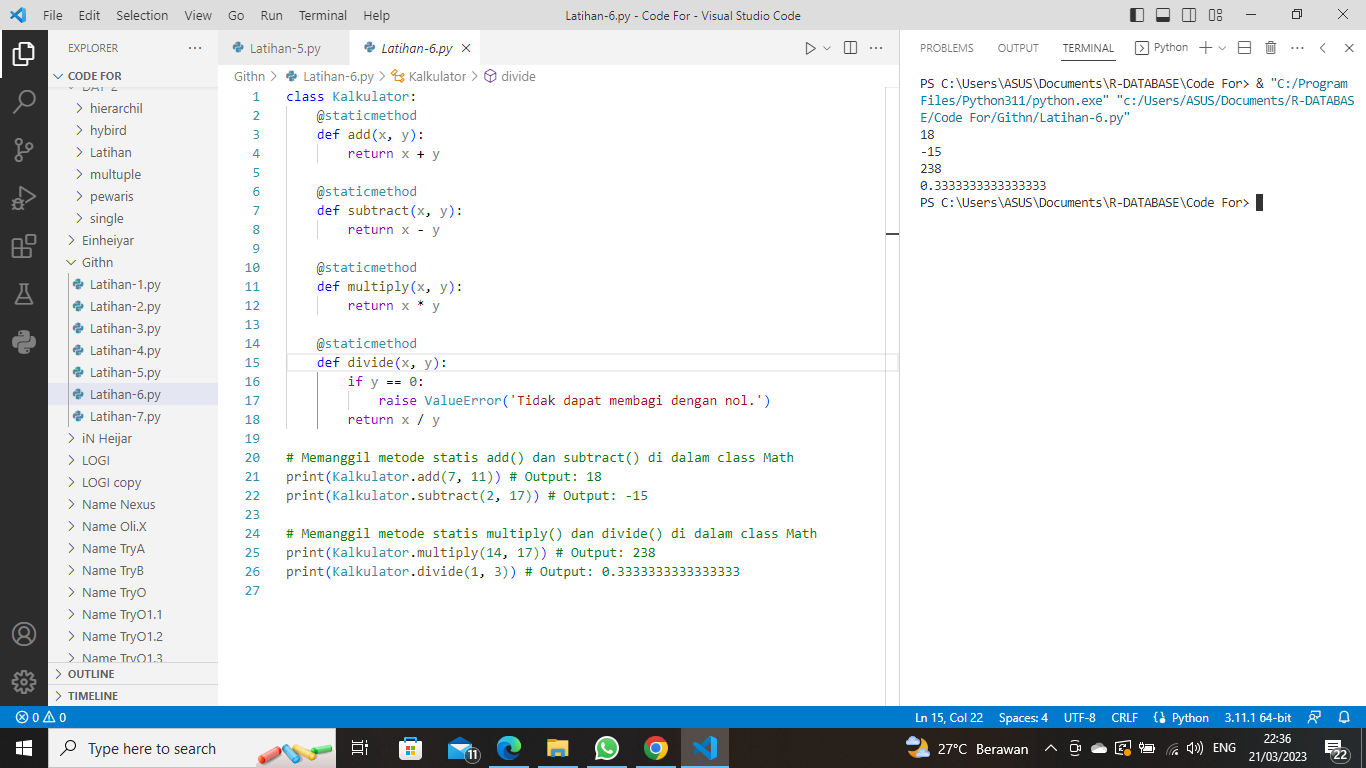 File Edit Selection View Go Run Terminal Help
Latihan-6.py - Code For - Visual Studio Code
EXPLORER
CODE FOR
DAY-2
hierarchil
hybird
Latihan
multuple
pewaris
single
Einheiyar
Githn
Latihan-1.py
Latihan-2.py
Latihan-3.py
Latihan-4.py
Latihan-5.py
Latihan-6.py
Latihan-7.py
iN Heijar
LOGI
LOGI copy
Name Nexus
Name Oli.X
Name TryA
Name TryB
Name TryO
Name TryO1.1
Name TryO1.2
Name TryO1.3
OUTLINE
TIMELINE
Latihan-5.py
Latihan-6.py
Githn > Latihan-6.py > Kalkulator > divide
1 class Kalkulator:
2     @staticmethod
3     def add(x, y):
4         return x + y
5
6     @staticmethod
7     def subtract(x, y):
8         return x - y
9
10     @staticmethod
11     def multiply(x, y):
12         return x * y
13
14     @staticmethod
15     def divide(x, y):
16         if y == 0:
17             raise ValueError('Tidak dapat membagi dengan nol.')
18         return x / y
19
20 # Memanggil metode statis add() dan subtract() di dalam class Math
21 print(Kalkulator.add(7, 11)) # Output: 18
22 print(Kalkulator.subtract(2, 17)) # Output: -15
23
24 # Memanggil metode statis multiply() dan divide() di dalam class Math
25 print(Kalkulator.multiply(14, 17)) # Output: 238
26 print(Kalkulator.divide(1, 3)) # Output: 0.3333333333333333
27
PROBLEMS OUTPUT TERMINAL Python
PS C:\Users\ASUS\Documents\R-DATABASE\Code For> & "C:/Program
Files/Python311/python.exe" "c:/Users/ASUS/Documents/R-DATABAS
E/Code For/Githn/Latihan-6.py"
18
-15
238
0.3333333333333333
PS C:\Users\ASUS\Documents\R-DATABASE\Code For>
0 0
Ln 15, Col 22 Spaces: 4 UTF-8 CRLF Python 3.11.1 64-bit
Type here to search
11
27°C Berawan
ENG
22:36
21/03/2023
22